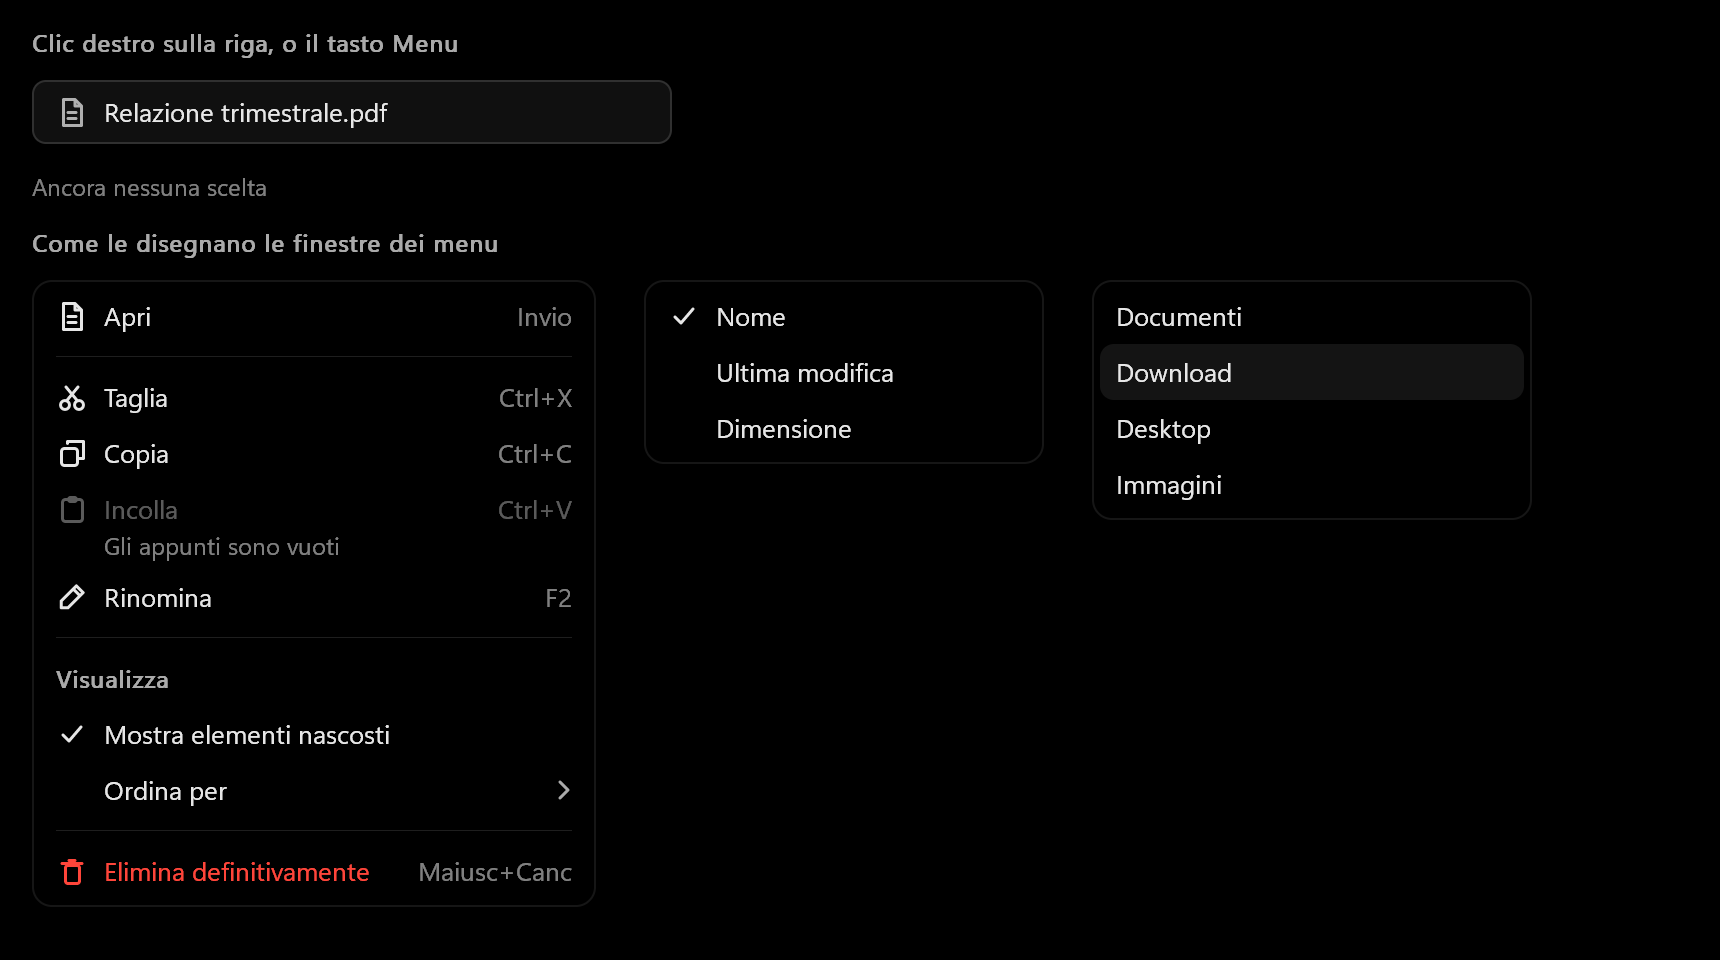 Clic destro sulla riga, o il tasto Menu
Relazione trimestrale.pdf
Ancora nessuna scelta
Come le disegnano le finestre dei menu
Apri Invio
Taglia Ctrl+X
Copia Ctrl+C
Incolla Ctrl+V
Gli appunti sono vuoti
Rinomina F2
Visualizza
Mostra elementi nascosti
Ordina per
Elimina definitivamente Maiusc+Canc
Nome
Ultima modifica
Dimensione
Documenti
Download
Desktop
Immagini